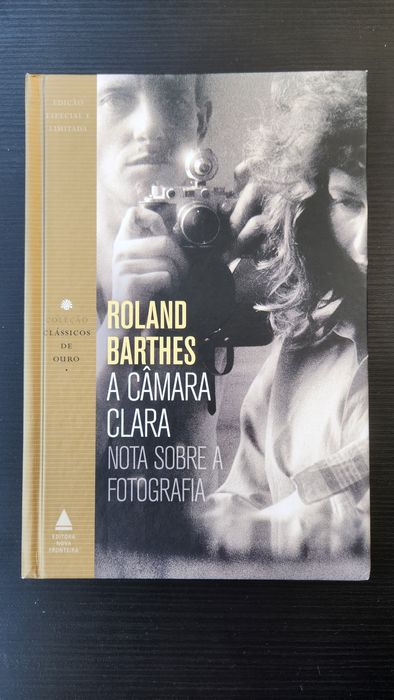 EDIÇÃO
ESPECIAL E
LIMITADA
COLEÇÃO
CLÁSSICOS
DE
OURO
ROLAND
BARTHES
A CÂMARA
CLARA
NOTA SOBRE A
FOTOGRAFIA
EDITORA
NOVA
FRONTEIRA